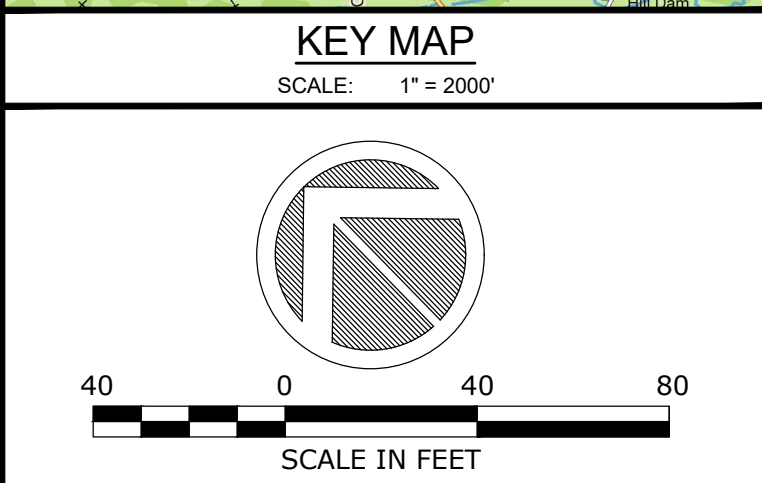 Hill Dam
KEY MAP
SCALE: 1" = 2000'
40 0 40 80
SCALE IN FEET